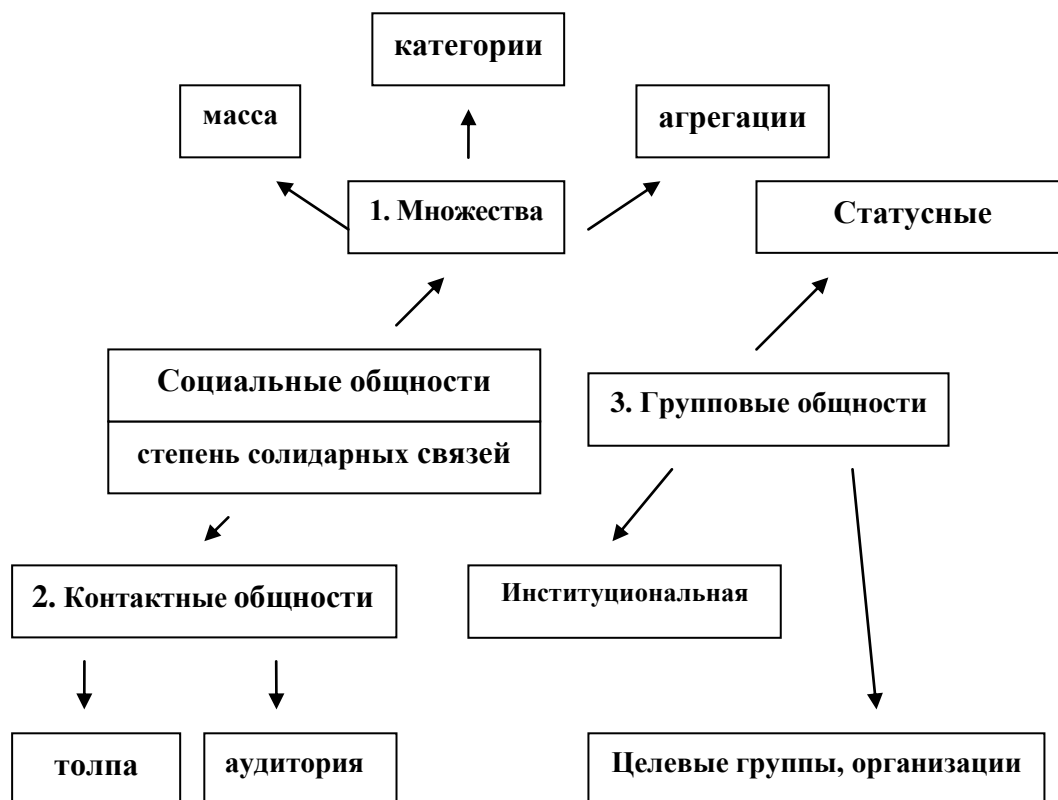 категории
масса
агрегации
1. Множества
Статусные
Социальные общности
степень солидарных связей
3. Групповые общности
2. Контактные общности
Институциональная
толпа
аудитория
Целевые группы, организации